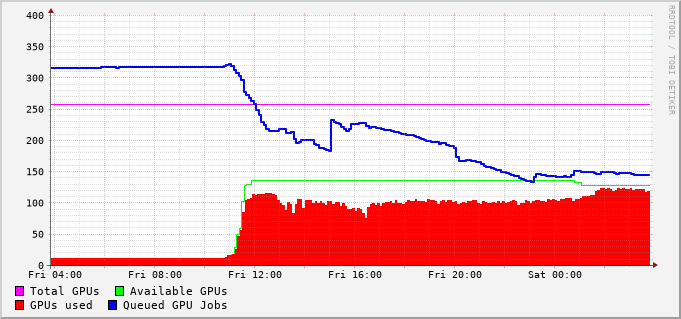 400
350
300
250
200
150
100
50
0
Fri 04:00 Fri 08:00 Fri 12:00 Fri 16:00 Fri 20:00 Sat 00:00
Total GPUs Available GPUs
GPUs used Queued GPU Jobs
RRDTOOL / TOBI OETIKER